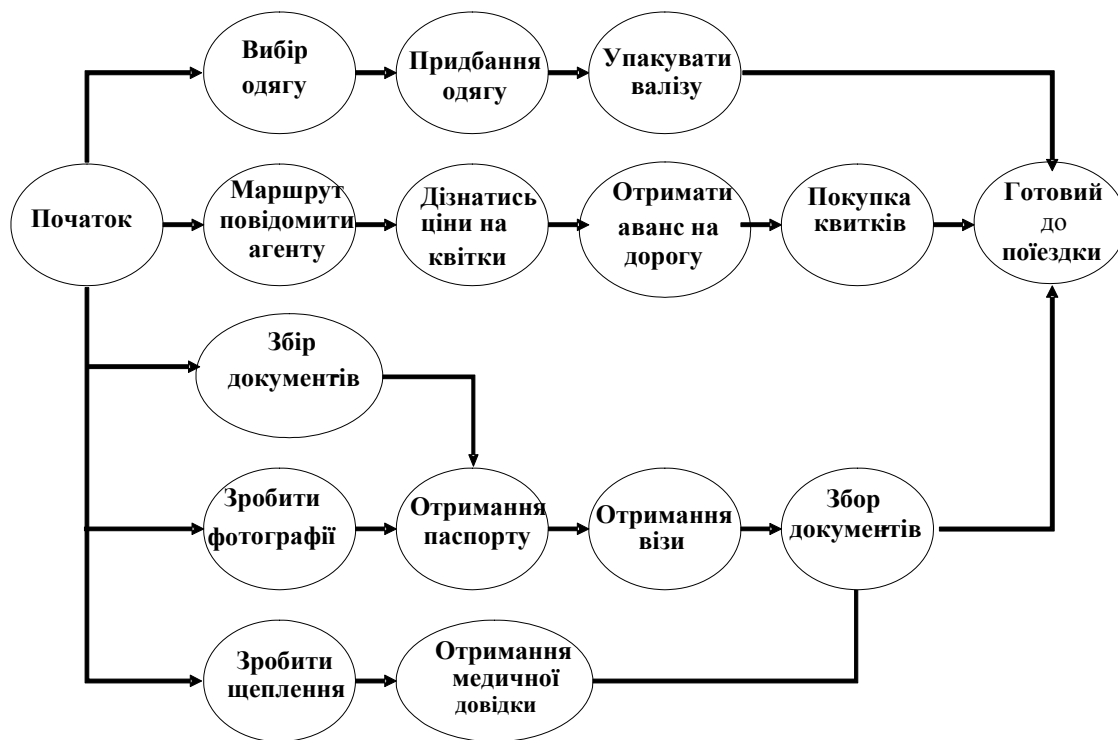 Вибір
одягу
Придбання
одягу
Упакувати
валізу
Початок
Маршрут
повідомити
агенту
Дізнатись
ціни на
квітки
Отримати
аванс на
дорогу
Покупка
квитків
Готовий
до
поїездки
Збір
документів
Зробити
фотографії
Отримання
паспорту
Отримання
візи
Збор
документів
Зробити
щеплення
Отримання
медичної
довідки